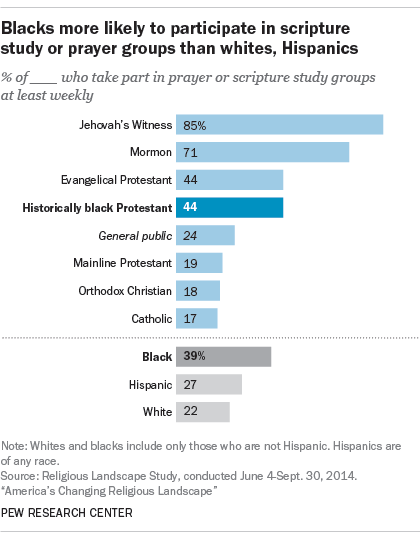 Blacks more likely to participate in scripture
study or prayer groups than whites, Hispanics
% of ___ who take part in prayer or scripture study groups
at least weekly
Jehovah's Witness 85%
Mormon 71
Evangelical Protestant 44
Historically black Protestant 44
General public 24
Mainline Protestant 19
Orthodox Christian 18
Catholic 17
Black 39%
Hispanic 27
White 22
Note: Whites and blacks include only those who are not Hispanic. Hispanics are
of any race.
Source: Religious Landscape Study, conducted June 4-Sept. 30, 2014.
"America's Changing Religious Landscape"
PEW RESEARCH CENTER